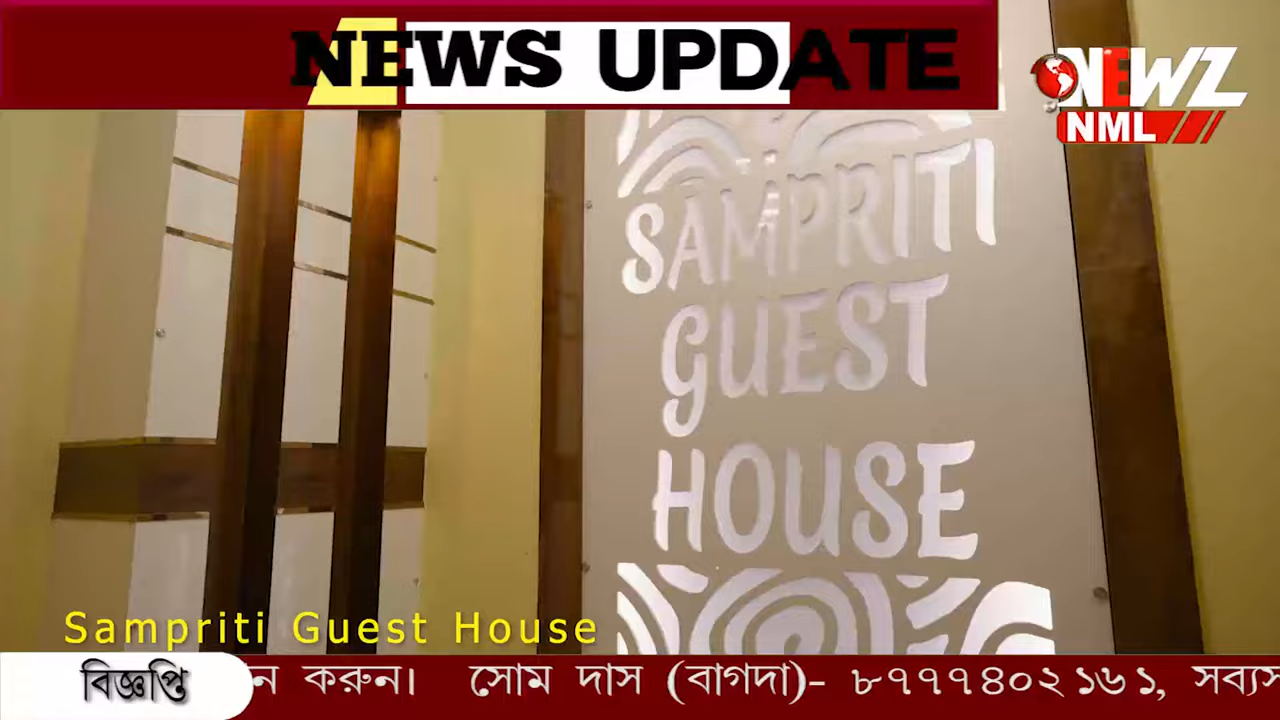 NEWS UPDATE
NEWZ
NML
SAMPRITI
GUEST
HOUSE
Sampriti Guest House
বিজ্ঞপ্তি
ন করুন। সোম দাস (বাগদা)- ৮৭৭৭৪০২১৬১, সব্যস